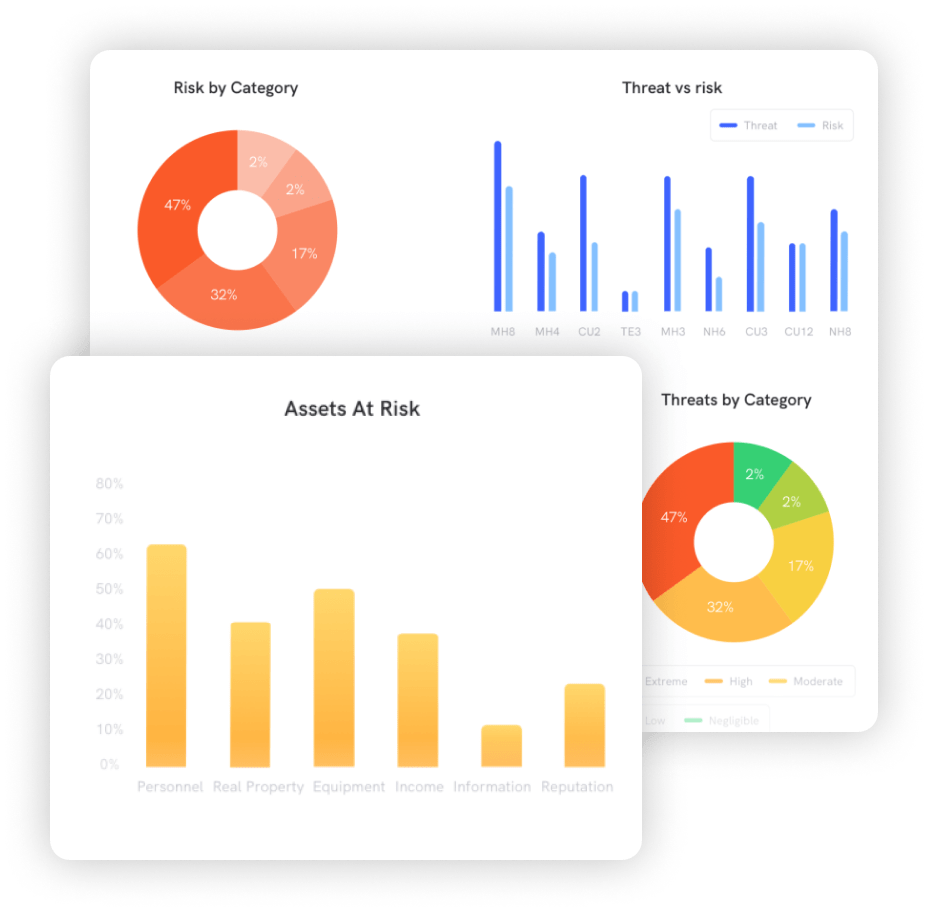 Risk by Category
2%
2%
47%
17%
32%
Threat vs risk
Threat Risk
MH8 MH4 CU2 TE3 MH3 NH6 CU3 CU12 NH8
Threats by Category
2%
2%
47%
17%
32%
Extreme High Moderate
Low Negligible
Assets At Risk
80%
70%
60%
50%
40%
30%
20%
10%
0%
Personnel Real Property Equipment Income Information Reputation